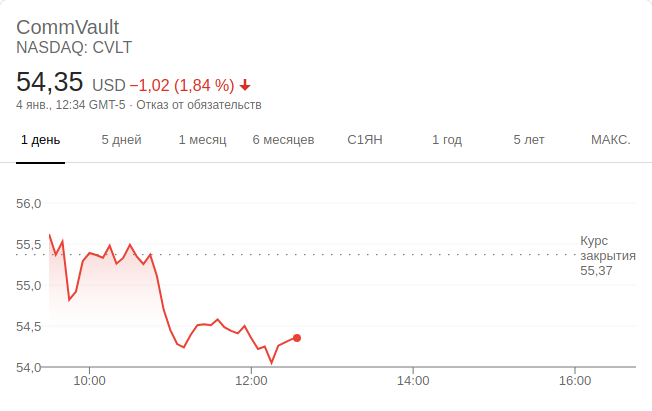 CommVault
NASDAQ: CVLT
54,35 USD −1,02 (1,84 %)
4 янв., 12:34 GMT-5 · Отказ от обязательств
1 день 5 дней 1 месяц 6 месяцев С1ЯН 1 год 5 лет МАКС.
56,0
55,5
55,0
54,5
54,0
Курс
закрытия
55,37
10:00 12:00 14:00 16:00